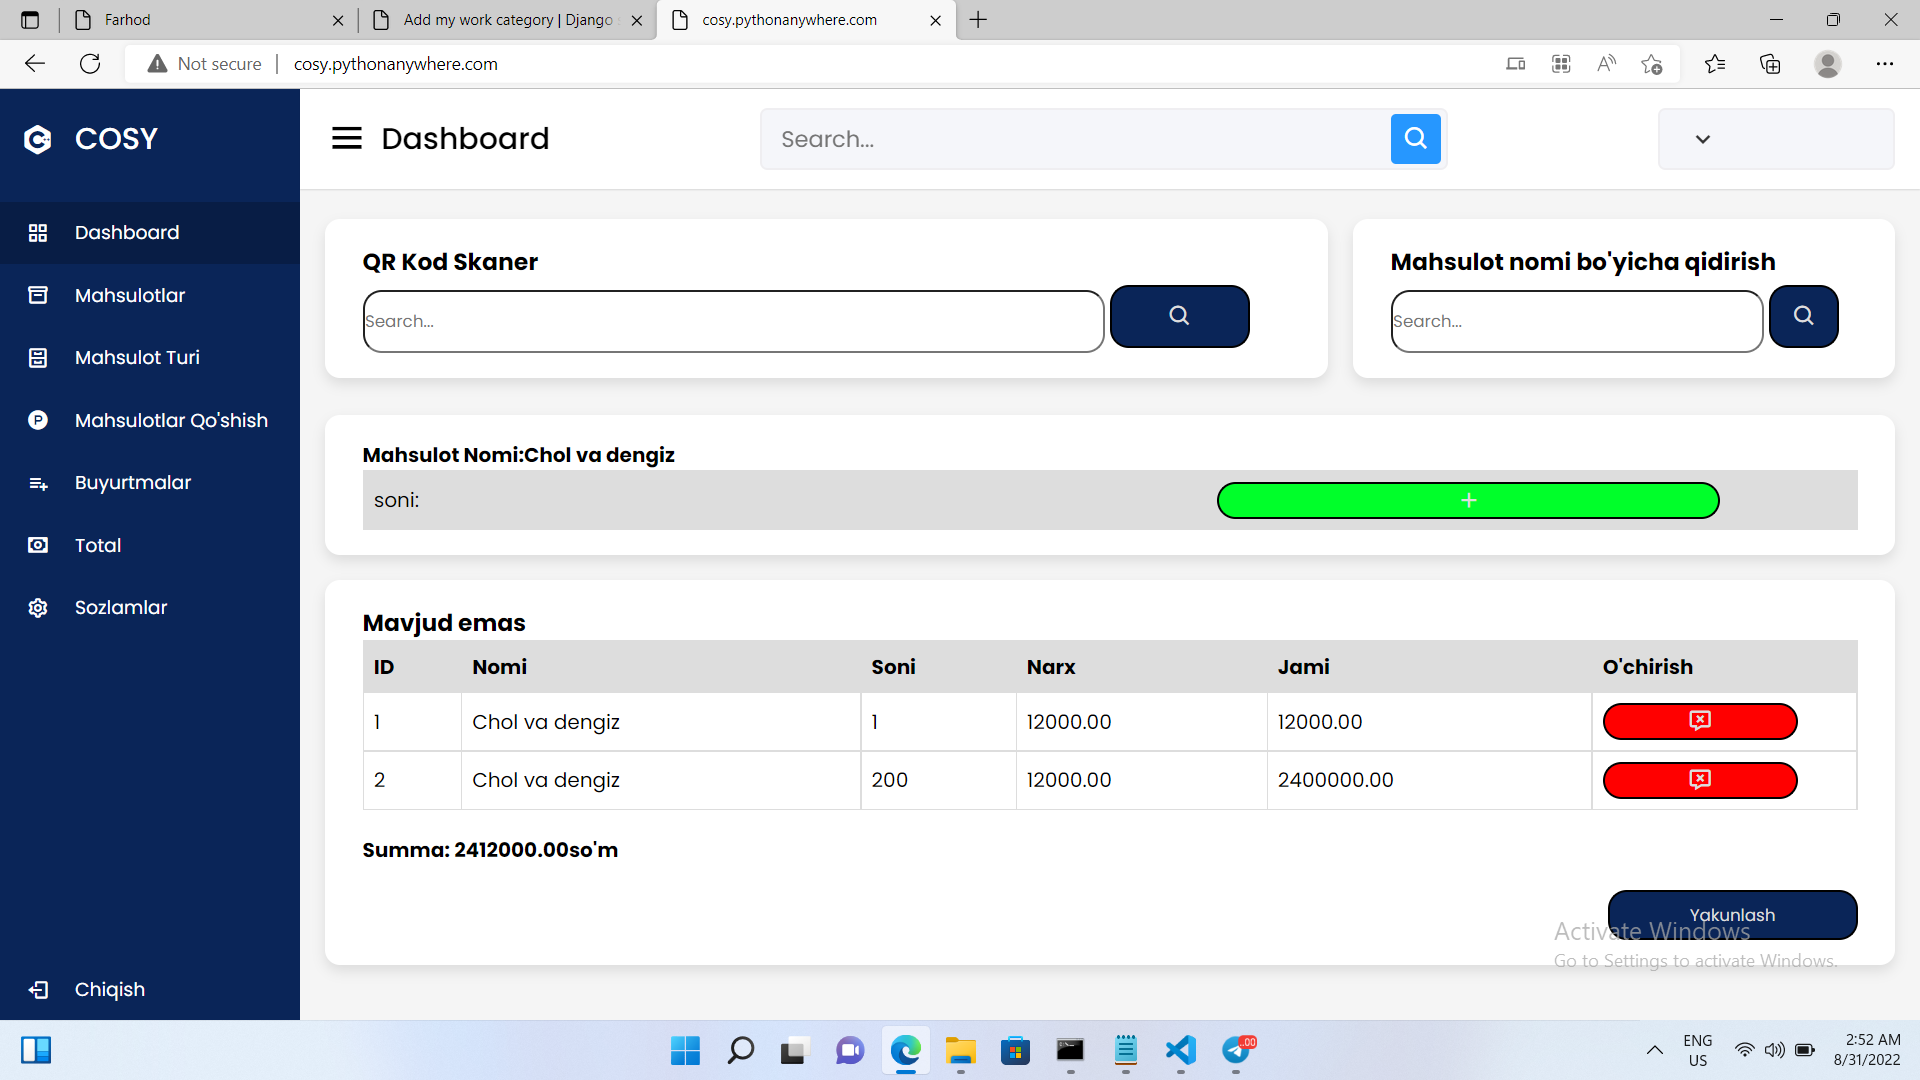 Farhod
Add my work category | Django s
cosy.pythonanywhere.com
Not secure
cosy.pythonanywhere.com
COSY
Dashboard
Search...
Dashboard
Mahsulotlar
Mahsulot Turi
Mahsulotlar Qo'shish
Buyurtmalar
Total
Sozlamlar
Chiqish
QR Kod Skaner
Search...
Mahsulot nomi bo'yicha qidirish
Search...
Mahsulot Nomi:Chol va dengiz
soni:
+
Mavjud emas
ID Nomi Soni Narx Jami O'chirish
1 Chol va dengiz 1 12000.00 12000.00
2 Chol va dengiz 200 12000.00 2400000.00
Summa: 2412000.00so'm
Yakunlash
Activate Windows
Go to Settings to activate Windows.
.00
ENG
US
2:52 AM
8/31/2022